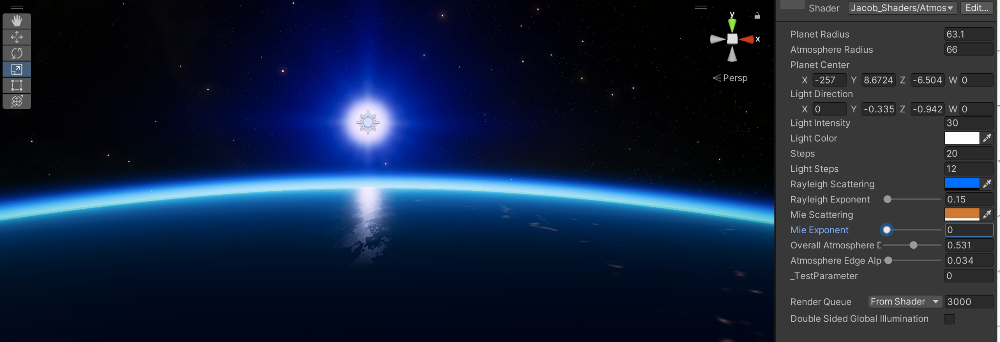 y
x
< Persp
Shader Jacob_Shaders/Atmos Edit...
Planet Radius 63.1
Atmosphere Radius 66
Planet Center
X -257 Y 8.6724 Z -6.504 W 0
Light Direction
X 0 Y -0.335 Z -0.942 W 0
Light Intensity 30
Light Color
Steps 20
Light Steps 12
Rayleigh Scattering
Rayleigh Exponent 0.15
Mie Scattering
Mie Exponent 0
Overall Atmosphere D 0.531
Atmosphere Edge Alp 0.034
_TestParameter 0
Render Queue From Shader 3000
Double Sided Global Illumination